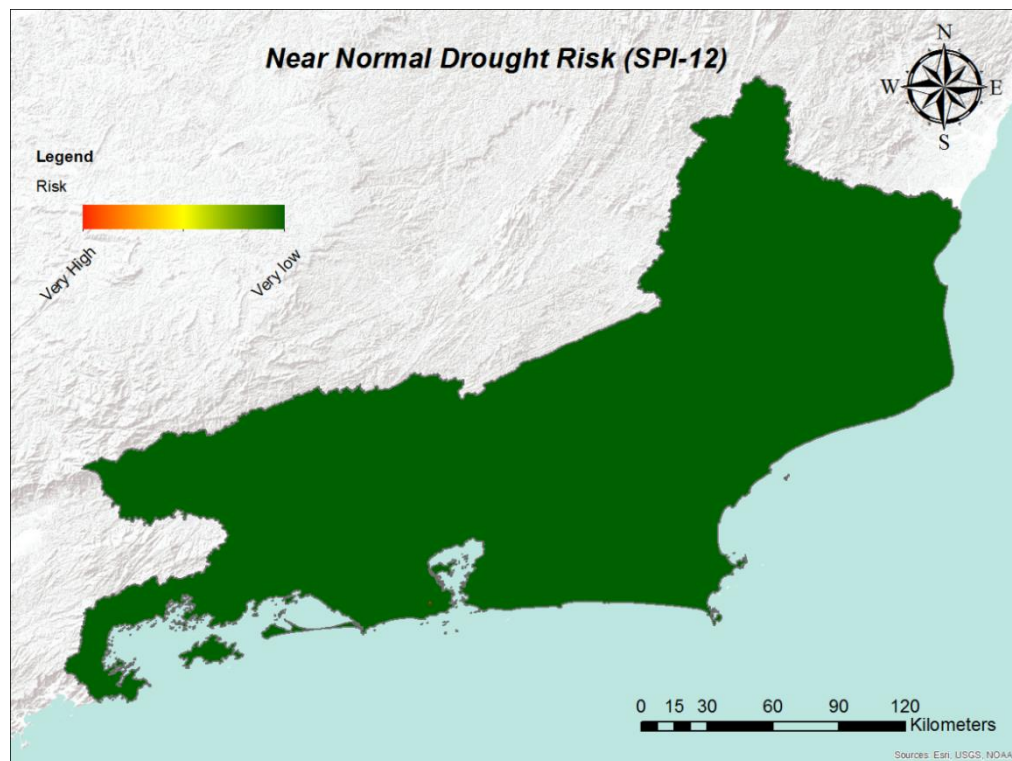 Near Normal Drought Risk (SPI-12)
N
W E
S
Legend
Risk
Very High
Very low
0 15 30 60 90 120
Kilometers
Sources: Esri, USGS, NOAA